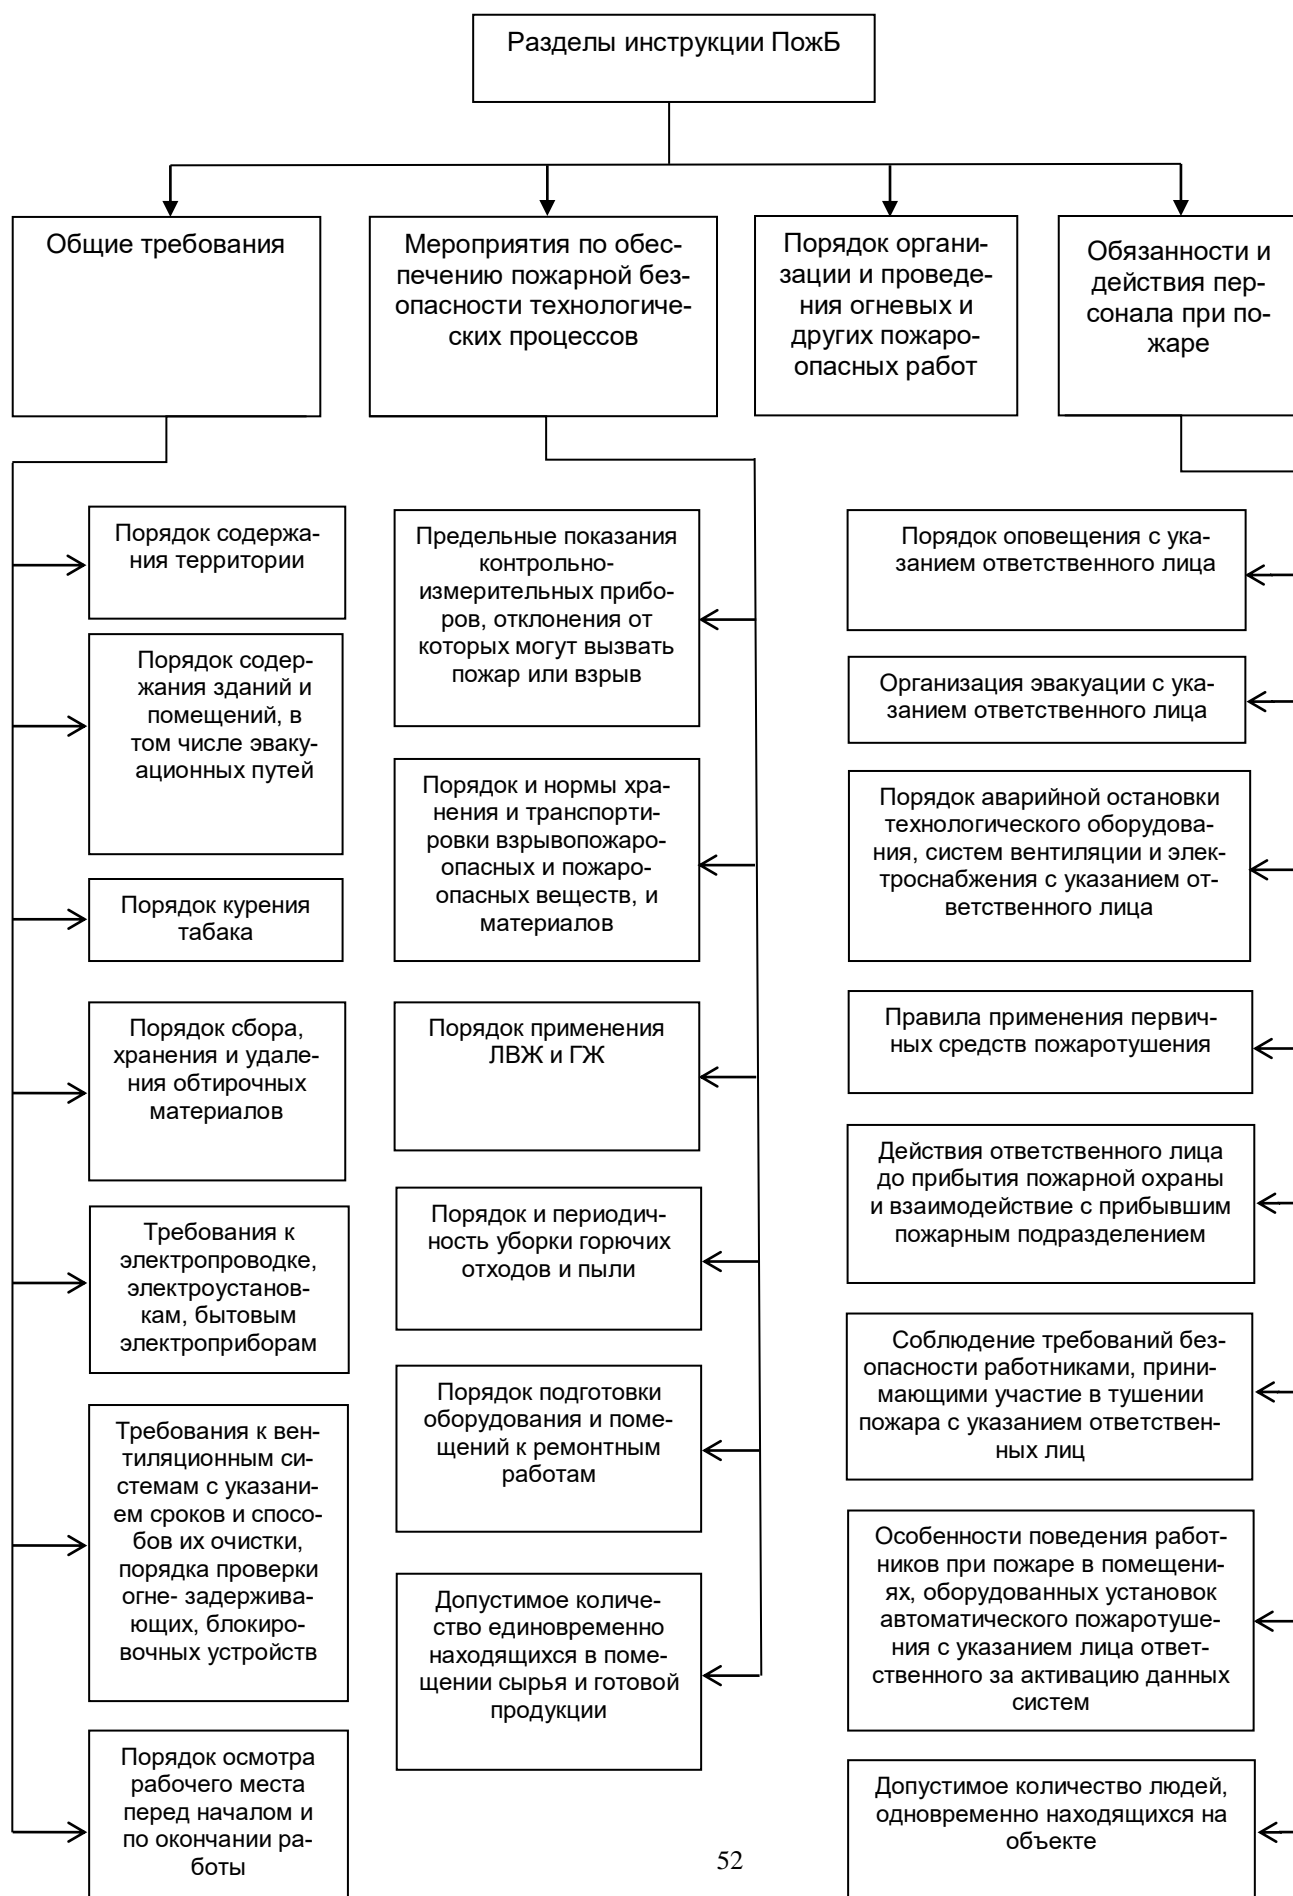 Разделы инструкции ПожБ
Общие требования
Мероприятия по обес-
печению пожарной без-
опасности технологиче-
ских процессов
Порядок органи-
зации и проведе-
ния огневых и
других пожаро-
опасных работ
Обязанности и
действия пер-
сонала при по-
жаре
Порядок содержа-
ния территории
Порядок содер-
жания зданий и
помещений, в
том числе эваку-
ационных путей
Порядок курения
табака
Порядок сбора,
хранения и удале-
ния обтирочных
материалов
Требования к
электропроводке,
электроустанов-
кам, бытовым
электроприборам
Требования к вен-
тиляционным си-
стемам с указани-
ем сроков и спосо-
бов их очистки,
порядка проверки
огне- задержива-
ющих, блокиро-
вочных устройств
Порядок осмотра
рабочего места
перед началом и
по окончании ра-
боты
Предельные показания
контрольно-
измерительных прибо-
ров, отклонения от
которых могут вызвать
пожар или взрыв
Порядок и нормы хра-
нения и транспорти-
ровки взрывопожаро-
опасных и пожаро-
опасных веществ, и
материалов
Порядок применения
ЛВЖ и ГЖ
Порядок и периодич-
ность уборки горючих
отходов и пыли
Порядок подготовки
оборудования и поме-
щений к ремонтным
работам
Допустимое количе-
ство единовременно
находящихся в поме-
щении сырья и готовой
продукции
Порядок оповещения с ука-
занием ответственного лица
Организация эвакуации с ука-
занием ответственного лица
Порядок аварийной остановки
технологического оборудова-
ния, систем вентиляции и элек-
троснабжения с указанием от-
ветственного лица
Правила применения первич-
ных средств пожаротушения
Действия ответственного лица
до прибытия пожарной охраны
и взаимодействие с прибывшим
пожарным подразделением
Соблюдение требований без-
опасности работниками, прини-
мающими участие в тушении
пожара с указанием ответствен-
ных лиц
Особенности поведения работ-
ников при пожаре в помещени-
ях, оборудованных установок
автоматического пожаротуше-
ния с указанием лица ответ-
ственного за активацию данных
систем
Допустимое количество людей,
одновременно находящихся на
объекте
52